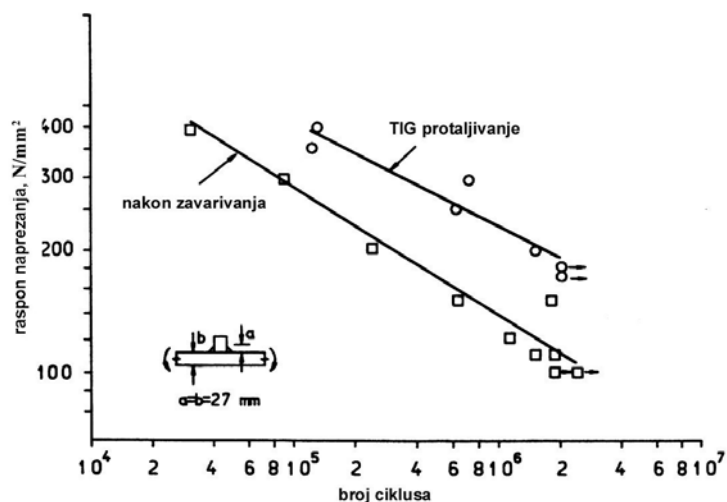 raspon naprezanja, N/mm²
400
300
200
100
TIG protaljivanje
nakon zavarivanja
b
a
a=b=27 mm
10⁴ 2 4 6 8 10⁵ 2 4 6 8 10⁶ 2 4 6 8 10⁷
broj ciklusa